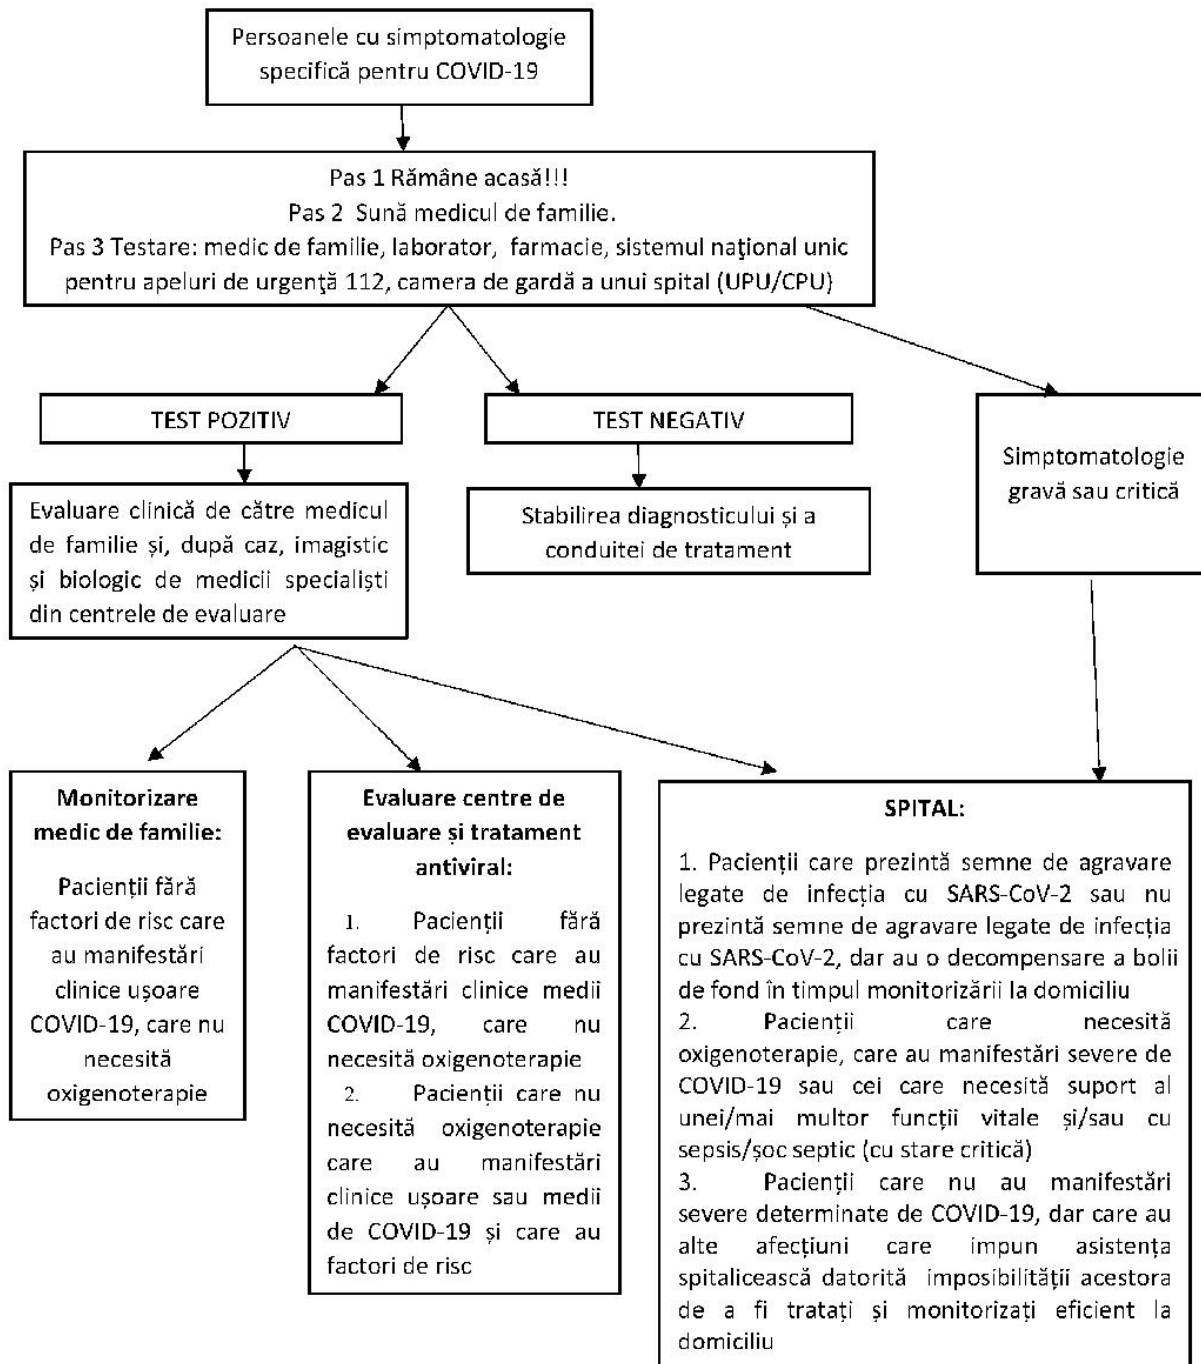 Persoanele cu simptomatologie
specifică pentru COVID-19
Pas 1 Rămâne acasă!!!
Pas 2 Sună medicul de familie.
Pas 3 Testare: medic de familie, laborator, farmacie, sistemul naţional unic
pentru apeluri de urgenţă 112, camera de gardă a unui spital (UPU/CPU)
TEST POZITIV
TEST NEGATIV
Simptomatologie
gravă sau critică
Evaluare clinică de către medicul
de familie și, după caz, imagistic
și biologic de medicii specialiști
din centrele de evaluare
Stabilirea diagnosticului și a
conduitei de tratament
Monitorizare
medic de familie:
Pacienții fără
factori de risc care
au manifestări
clinice ușoare
COVID-19, care nu
necesită
oxigenoterapie
Evaluare centre de
evaluare și tratament
antiviral:
1. Pacienții fără
factori de risc care au
manifestări clinice medii
COVID-19, care nu
necesită oxigenoterapie
2. Pacienții care nu
necesită oxigenoterapie
care au manifestări
clinice ușoare sau medii
de COVID-19 și care au
factori de risc
SPITAL:
1. Pacienții care prezintă semne de agravare
legate de infecția cu SARS-CoV-2 sau nu
prezintă semne de agravare legate de infecția
cu SARS-CoV-2, dar au o decompensare a bolii
de fond în timpul monitorizării la domiciliu
2. Pacienții care necesită
oxigenoterapie, care au manifestări severe de
COVID-19 sau cei care necesită suport al
unei/mai multor funcții vitale și/sau cu
sepsis/șoc septic (cu stare critică)
3. Pacienții care nu au manifestări
severe determinate de COVID-19, dar care au
alte afecțiuni care impun asistența
spitalicească datorită imposibilității acestora
de a fi tratați și monitorizați eficient la
domiciliu